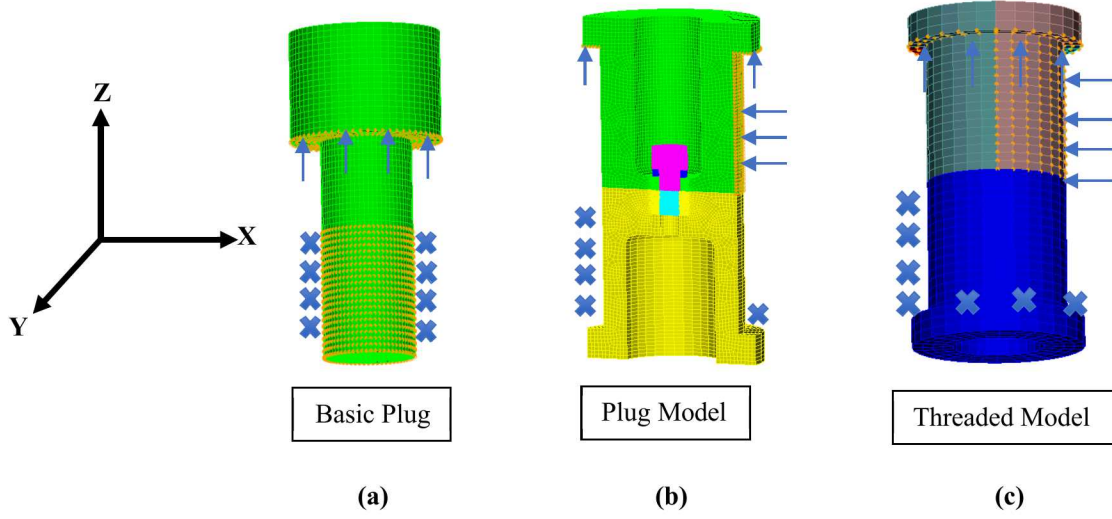 Z
X
Y
Basic Plug
Plug Model
Threaded Model
(a)
(b)
(c)